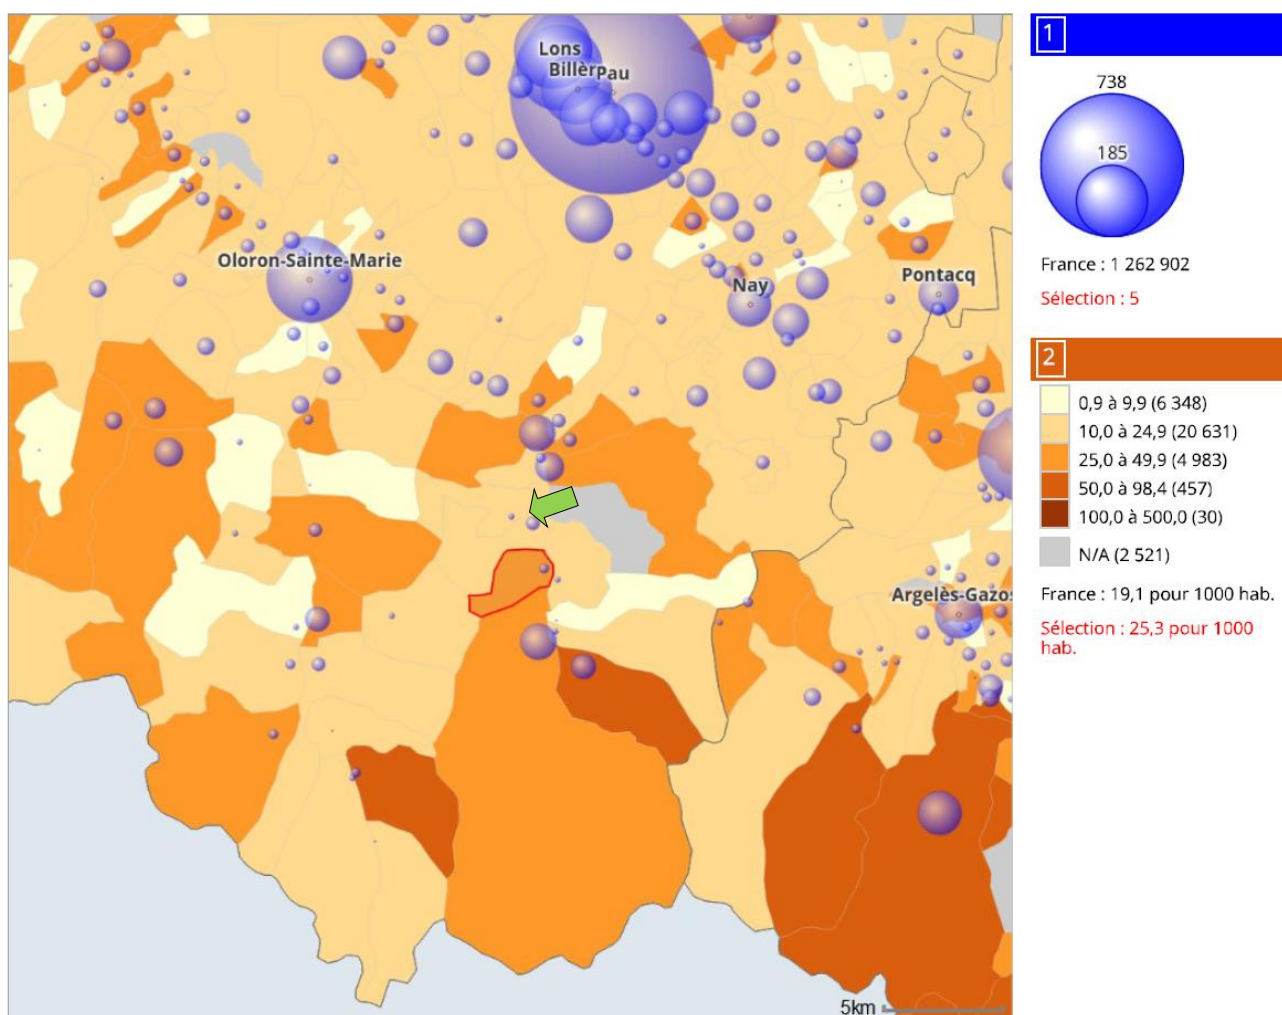 Lons
Billèr
Pau
Oloron-Sainte-Marie
Nay
Pontacq
Argelès-Gazos
5km
1
738
185
France : 1 262 902
Sélection : 5
2
0,9 à 9,9 (6 348)
10,0 à 24,9 (20 631)
25,0 à 49,9 (4 983)
50,0 à 98,4 (457)
100,0 à 500,0 (30)
N/A (2 521)
France : 19,1 pour 1000 hab.
Sélection : 25,3 pour 1000
hab.